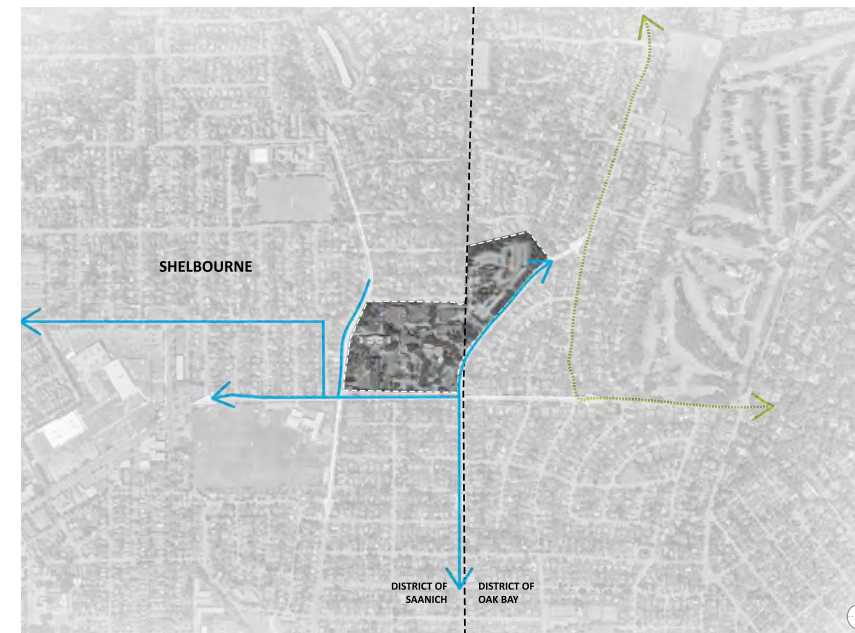 SHELBOURNE
DISTRICT OF
SAANICH
DISTRICT OF
OAK BAY